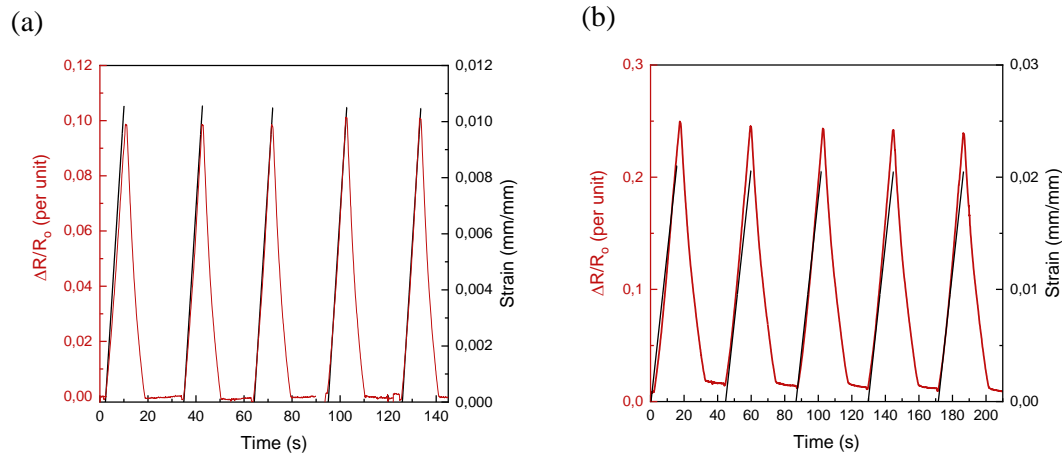 (a)
0,12
0,10
0,08
0,06
0,04
0,02
0,00
ΔR/Ro (per unit)
0,012
0,010
0,008
0,006
0,004
0,002
0,000
Strain (mm/mm)
0 20 40 60 80 100 120 140
Time (s)
(b)
0,3
0,2
0,1
0,0
ΔR/Ro (per unit)
0,03
0,02
0,01
0,00
Strain (mm/mm)
0 20 40 60 80 100 120 140 160 180 200
Time (s)